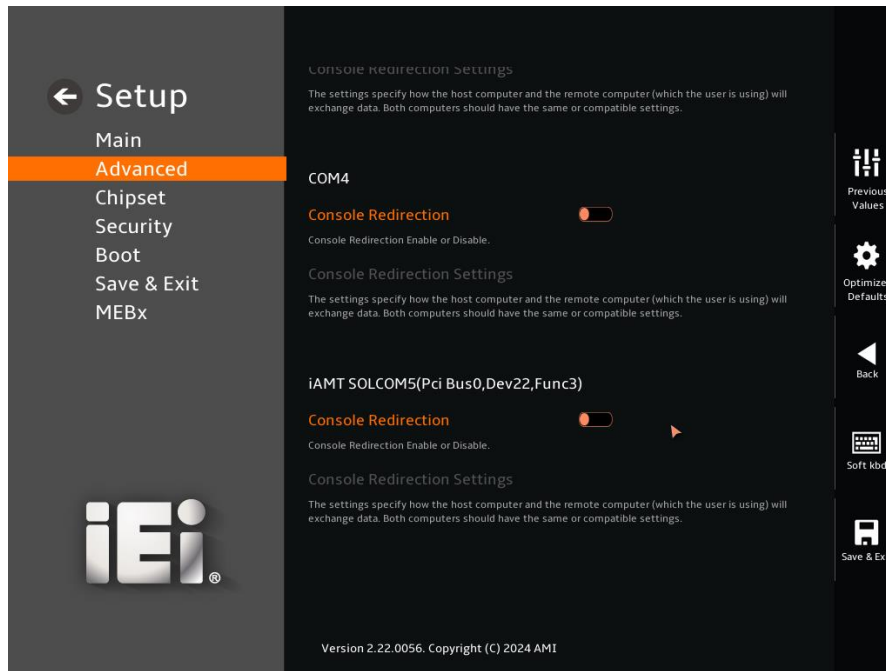 Setup
Main
Advanced
Chipset
Security
Boot
Save & Exit
MEBx
iEi
®
Console Redirection Settings
The settings specify how the host computer and the remote computer (which the user is using) will
exchange data. Both computers should have the same or compatible settings.
COM4
Console Redirection
Console Redirection Enable or Disable.
Console Redirection Settings
The settings specify how the host computer and the remote computer (which the user is using) will
exchange data. Both computers should have the same or compatible settings.
iAMT SOLCOM5(Pci Bus0,Dev22,Func3)
Console Redirection
Console Redirection Enable or Disable.
Console Redirection Settings
The settings specify how the host computer and the remote computer (which the user is using) will
exchange data. Both computers should have the same or compatible settings.
Version 2.22.0056. Copyright (C) 2024 AMI
Previous
Values
Optimize
Defaults
Back
Soft kbd
Save & Ex